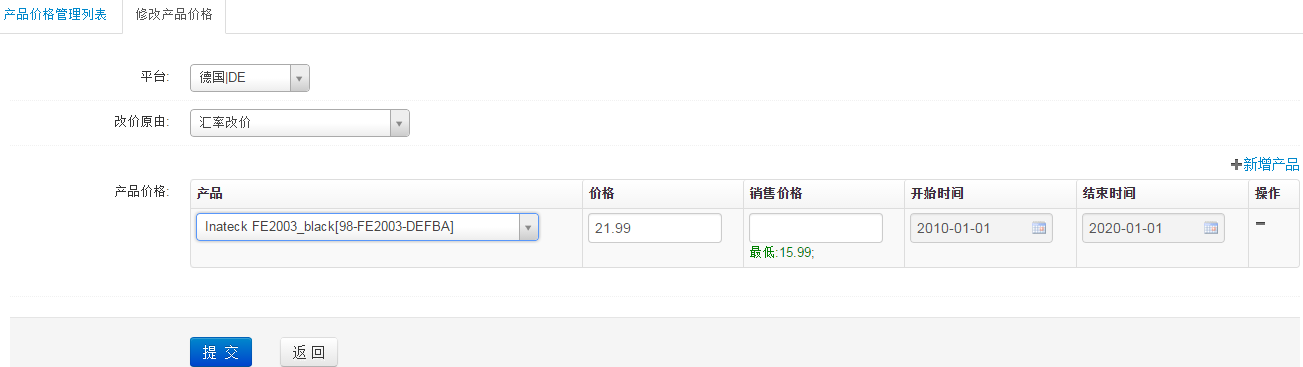 产品价格管理列表 修改产品价格
平台: 德国|DE
改价原由: 汇率改价
新增产品
产品价格: 产品 价格 销售价格 开始时间 结束时间 操作
Inateck FE2003_black[98-FE2003-DEFBA] 21.99 2010-01-01 2020-01-01
最低:15.99;
提 交 返 回